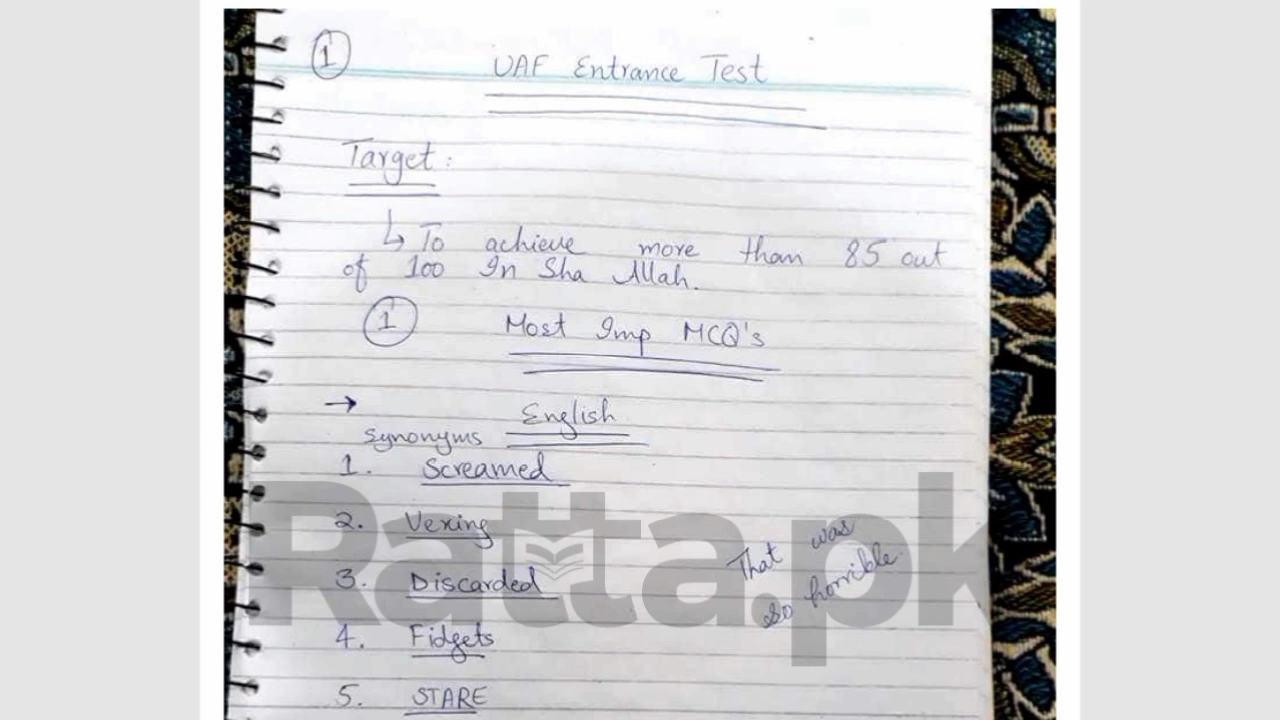 1
UAF Entrance Test
Target:
↳ To achieve more than 85 out
of 100 In Sha Allah.
1 Most Imp MCQ's
→ English
Synonyms
1. Screamed
2. Vexing
3. Discarded
4. Fidgets
5. STARE
That was
so horrible.
Ratta.pk